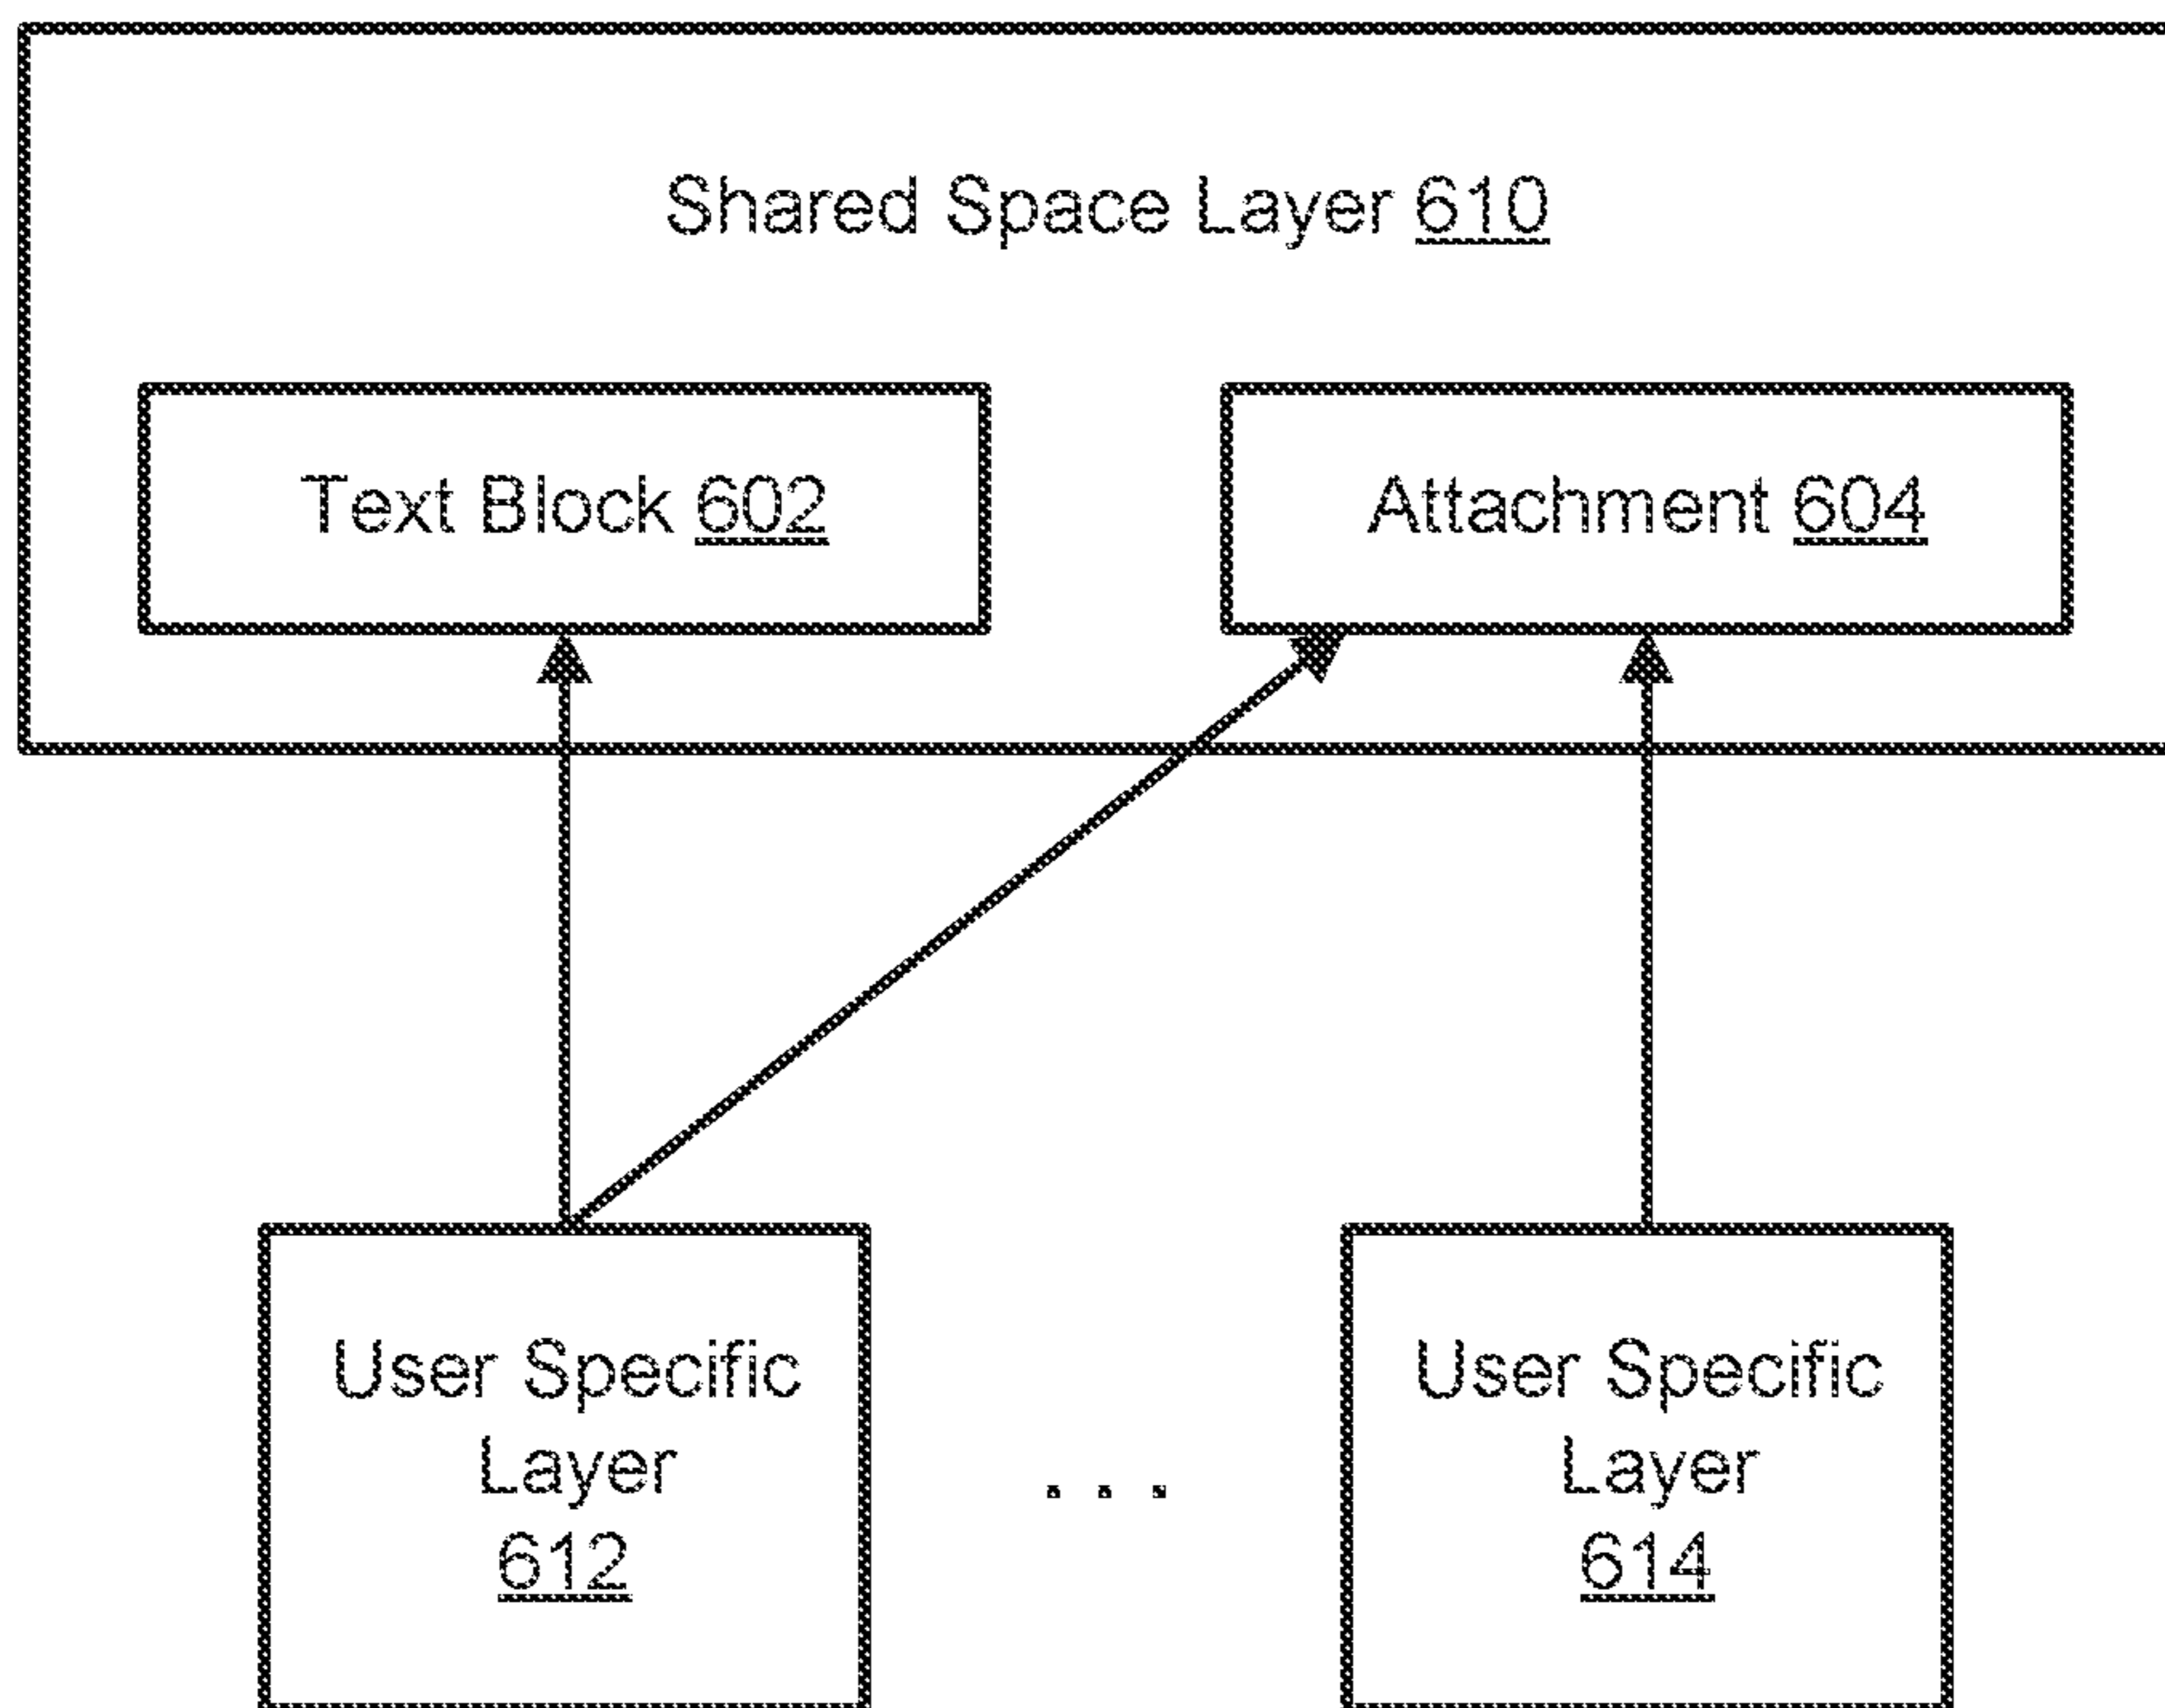 Shared Space Layer 610
Text Block 602
Attachment 604
User Specific
Layer
612
. . .
User Specific
Layer
614